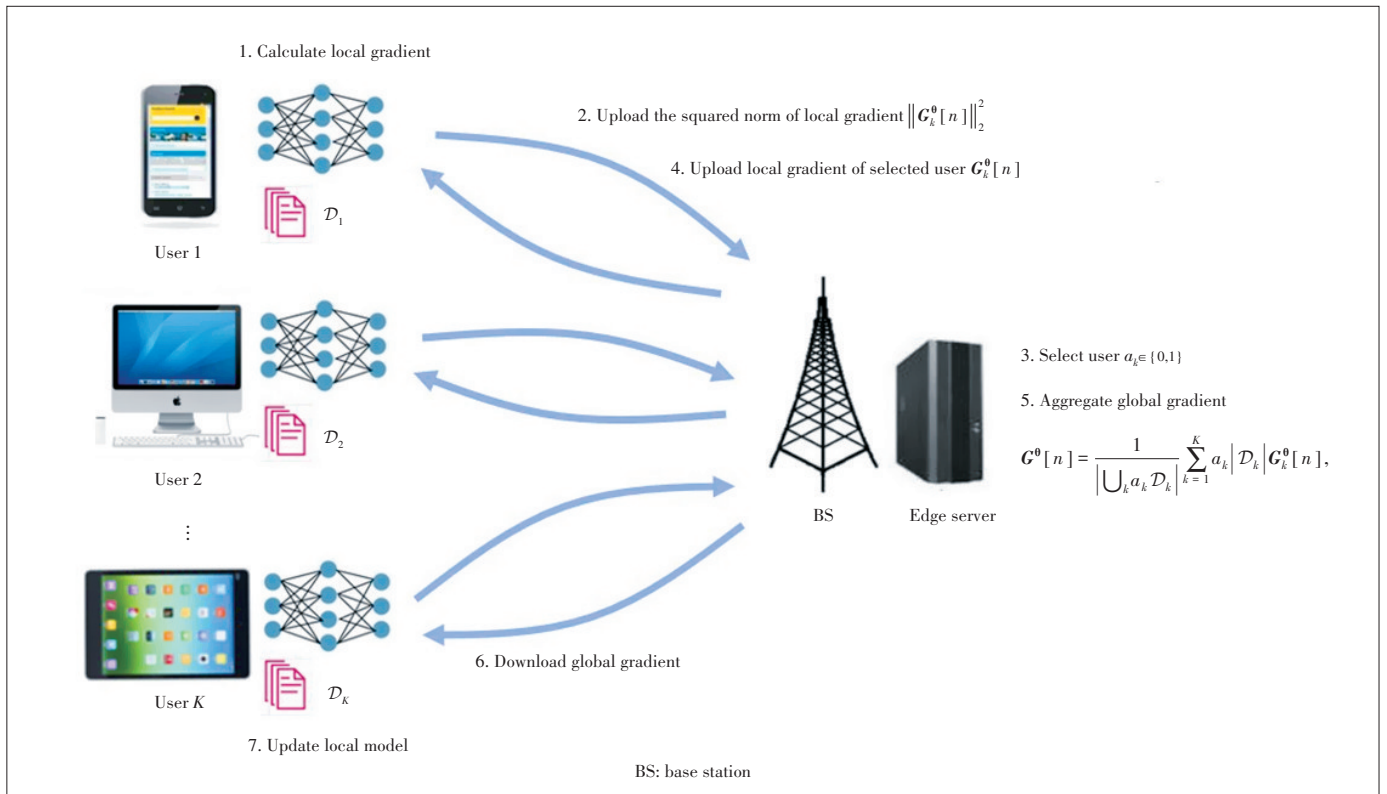 1. Calculate local gradient
2. Upload the squared norm of local gradient ‖G_k^θ[n]‖_2^2
4. Upload local gradient of selected user G_k^θ[n]
𝒟_1
User 1
3. Select user a_k∈{0,1}
5. Aggregate global gradient
𝒟_2
G^θ[n] = 1/|⋃_k a_k 𝒟_k| ∑_{k=1}^{K} a_k|𝒟_k|G_k^θ[n],
User 2
BS
Edge server
⋮
6. Download global gradient
𝒟_K
User K
7. Update local model
BS: base station